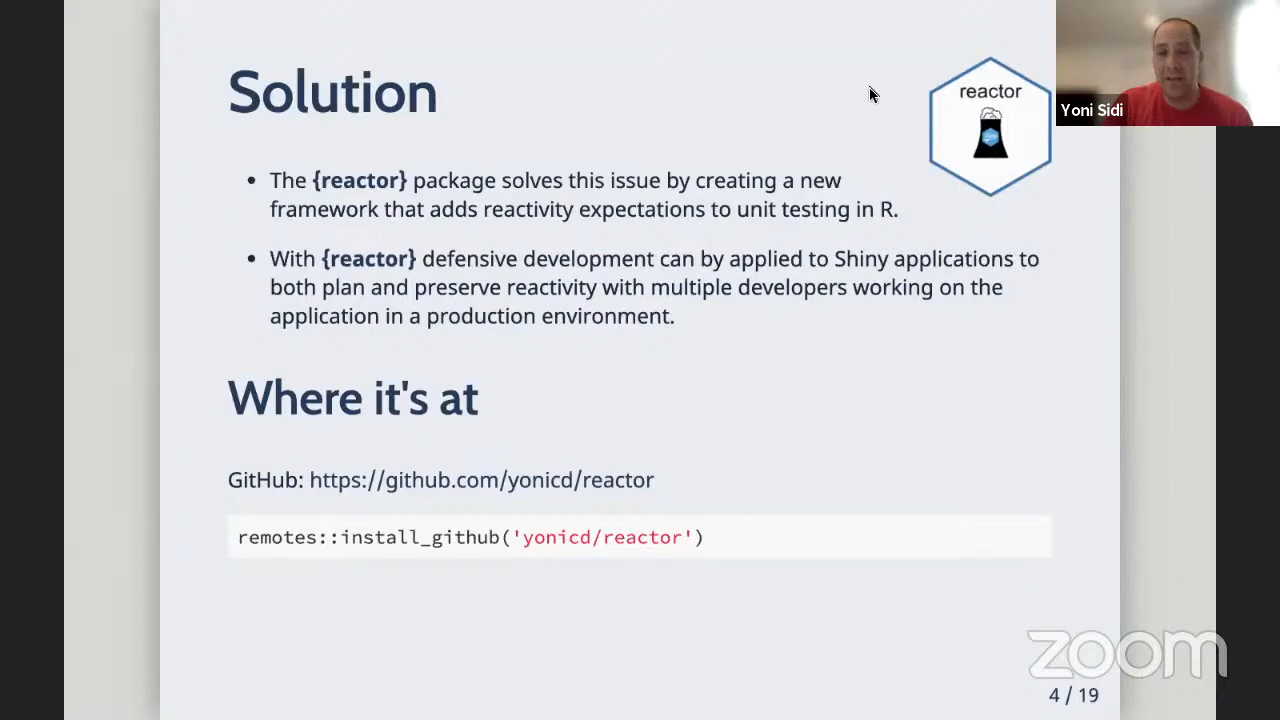 Solution
reactor
Yoni Sidi
• The {reactor} package solves this issue by creating a new
framework that adds reactivity expectations to unit testing in R.
• With {reactor} defensive development can by applied to Shiny applications to
both plan and preserve reactivity with multiple developers working on the
application in a production environment.
Where it's at
GitHub: https://github.com/yonicd/reactor
remotes::install_github('yonicd/reactor')
zoom
4 / 19